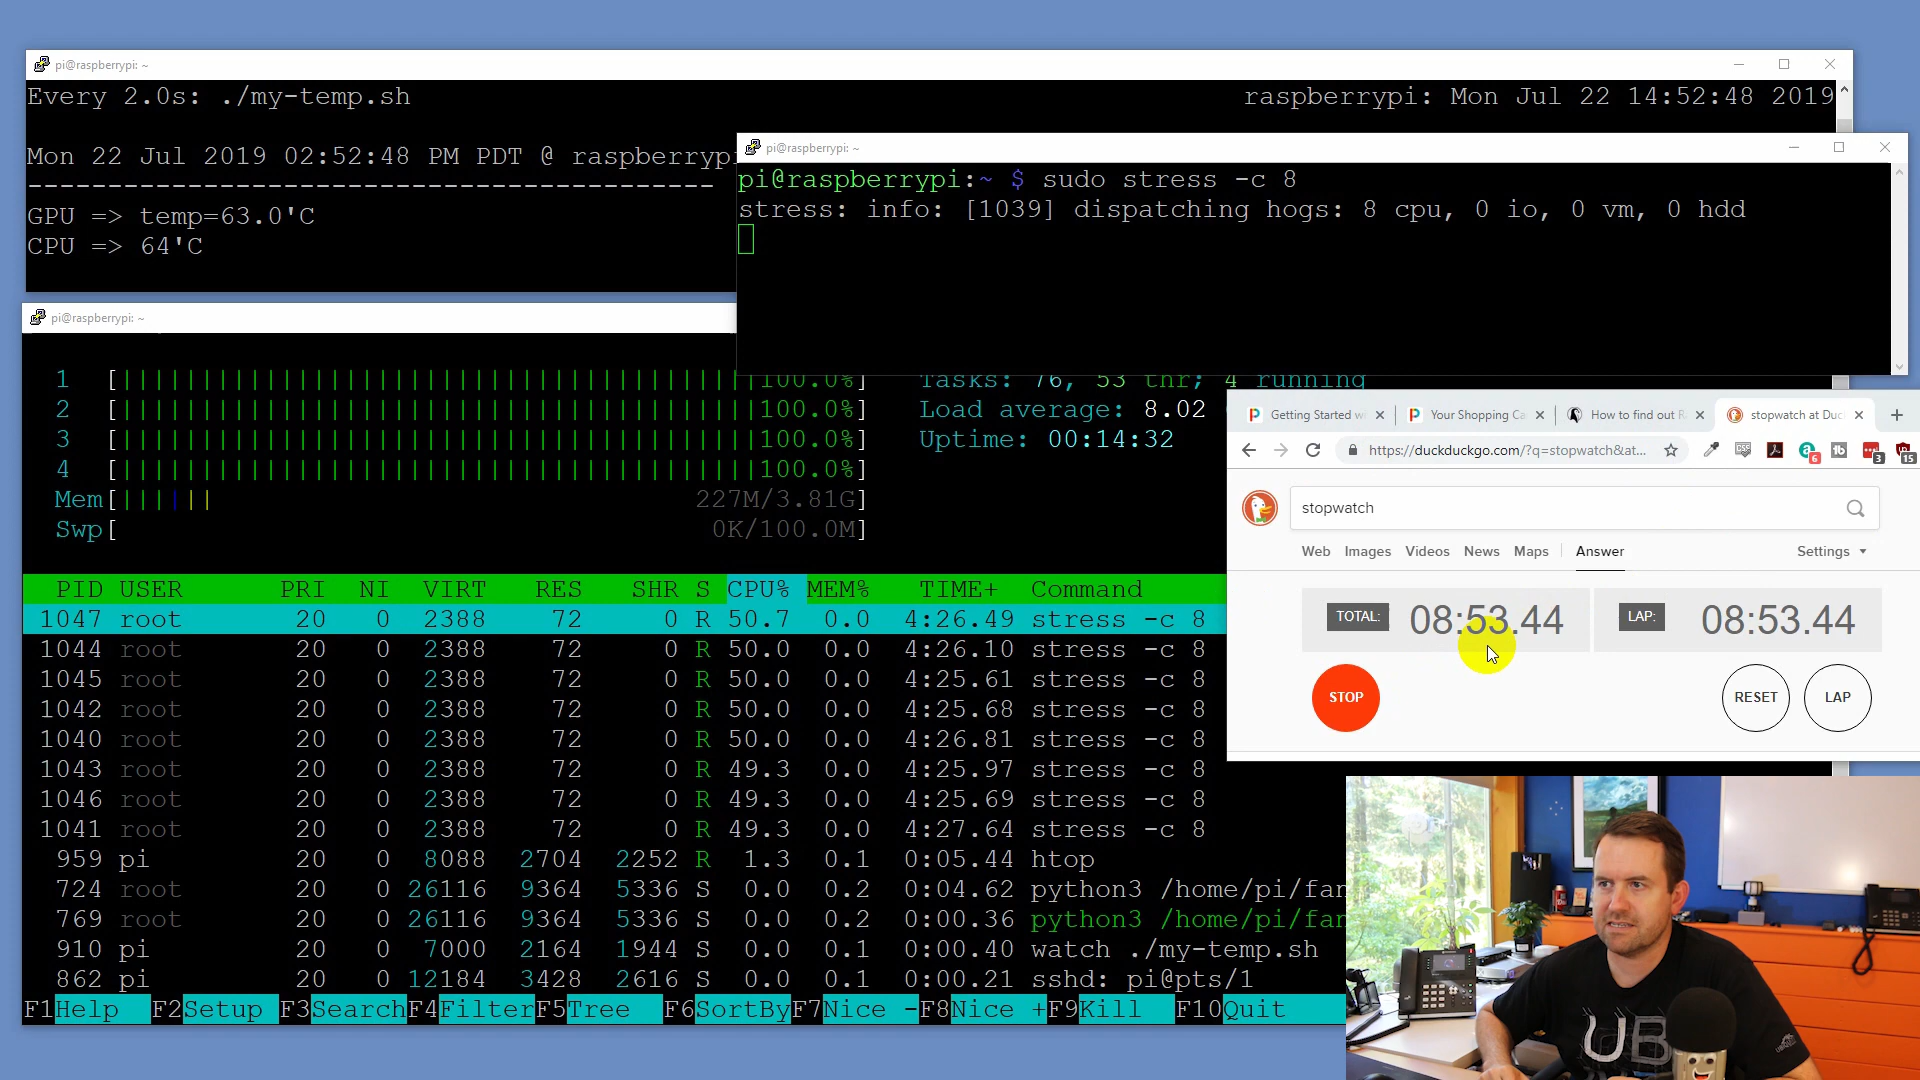 pi@raspberrypi: ~
Every 2.0s: ./my-temp.sh
raspberrypi: Mon Jul 22 14:52:48 2019
Mon 22 Jul 2019 02:52:48 PM PDT @ raspberryp
---------------------------------------------
GPU => temp=63.0'C
CPU => 64'C
pi@raspberrypi: ~
pi@raspberrypi:~ $ sudo stress -c 8
stress: info: [1039] dispatching hogs: 8 cpu, 0 io, 0 vm, 0 hdd
pi@raspberrypi: ~
1 [||||||||||||||||||||||||||||||||||||||||100.0%]
2 [||||||||||||||||||||||||||||||||||||||||100.0%]
3 [||||||||||||||||||||||||||||||||||||||||100.0%]
4 [||||||||||||||||||||||||||||||||||||||||100.0%]
Mem[|||||| 227M/3.81G]
Swp[ 0K/100.0M]
Tasks: 76, 53 thr; 4 running
Load average: 8.02
Uptime: 00:14:32
PID USER PRI NI VIRT RES SHR S CPU% MEM% TIME+ Command
1047 root 20 0 2388 72 0 R 50.7 0.0 4:26.49 stress -c 8
1044 root 20 0 2388 72 0 R 50.0 0.0 4:26.10 stress -c 8
1045 root 20 0 2388 72 0 R 50.0 0.0 4:25.61 stress -c 8
1042 root 20 0 2388 72 0 R 50.0 0.0 4:25.68 stress -c 8
1040 root 20 0 2388 72 0 R 50.0 0.0 4:26.81 stress -c 8
1043 root 20 0 2388 72 0 R 49.3 0.0 4:25.97 stress -c 8
1046 root 20 0 2388 72 0 R 49.3 0.0 4:25.69 stress -c 8
1041 root 20 0 2388 72 0 R 49.3 0.0 4:27.64 stress -c 8
959 pi 20 0 8088 2704 2252 R 1.3 0.1 0:05.44 htop
724 root 20 0 26116 9364 5336 S 0.0 0.2 0:04.62 python3 /home/pi/fan
769 root 20 0 26116 9364 5336 S 0.0 0.2 0:00.36 python3 /home/pi/fan
910 pi 20 0 7000 2164 1944 S 0.0 0.1 0:00.40 watch ./my-temp.sh
862 pi 20 0 12184 3428 2616 S 0.0 0.1 0:00.21 sshd: pi@pts/1
F1Help F2Setup F3SearchF4FilterF5Tree F6SortByF7Nice -F8Nice +F9Kill F10Quit
Getting Started wi
Your Shopping Ca
How to find out R
stopwatch at Duc
https://duckduckgo.com/?q=stopwatch&at...
6
3
15
stopwatch
Web Images Videos News Maps Answer Settings
TOTAL: 08:53.44
LAP: 08:53.44
STOP
RESET
LAP
UB